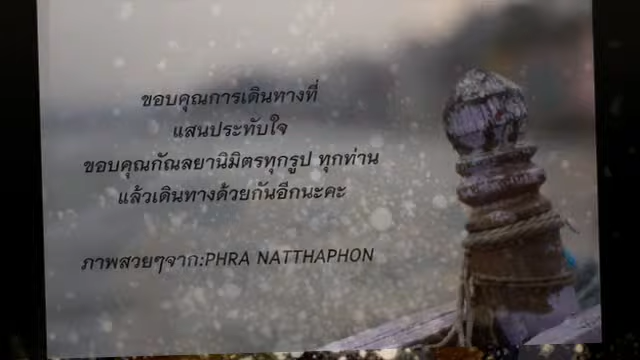 ขอบคุณการเดินทางที่
แสนประทับใจ
ขอบคุณกัณลยานิมิตรทุกรูป ทุกท่าน
แล้วเดินทางด้วยกันอีกนะคะ
ภาพสวยๆจาก:PHRA NATTHAPHON